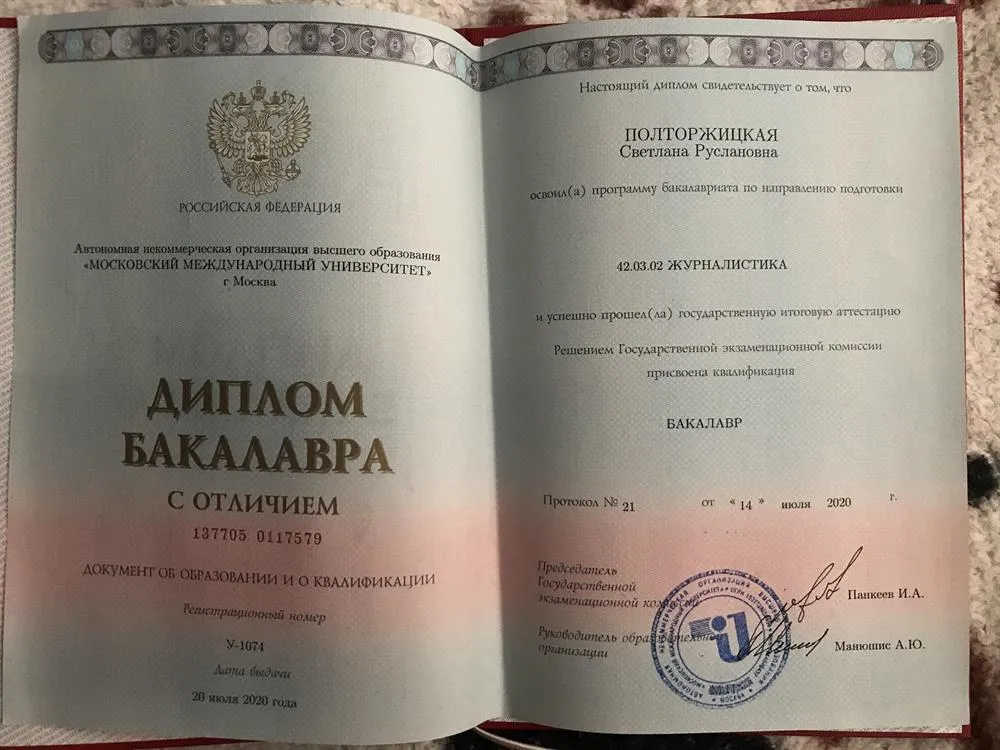 РОССИЙСКАЯ ФЕДЕРАЦИЯ
Автономная некоммерческая организация высшего образования
«МОСКОВСКИЙ МЕЖДУНАРОДНЫЙ УНИВЕРСИТЕТ»
г Москва
ДИПЛОМ
БАКАЛАВРА
С ОТЛИЧИЕМ
137705 0117579
ДОКУМЕНТ ОБ ОБРАЗОВАНИИ И О КВАЛИФИКАЦИИ
Регистрационный номер
У-1074
Дата выдачи
20 июля 2020 года
Настоящий диплом свидетельствует о том, что
ПОЛТОРЖИЦКАЯ
Светлана Руслановна
освоил(а) программу бакалавриата по направлению подготовки
42.03.02 ЖУРНАЛИСТИКА
и успешно прошел(ла) государственную итоговую аттестацию
Решением Государственной экзаменационной комиссии
присвоена квалификация
БАКАЛАВР
Протокол № 21 от « 14 » июля 2020 г.
Председатель
Государственной
экзаменационной комиссии
Панкеев И.А.
Руководитель образовательной
организации
Манюшис А.Ю.